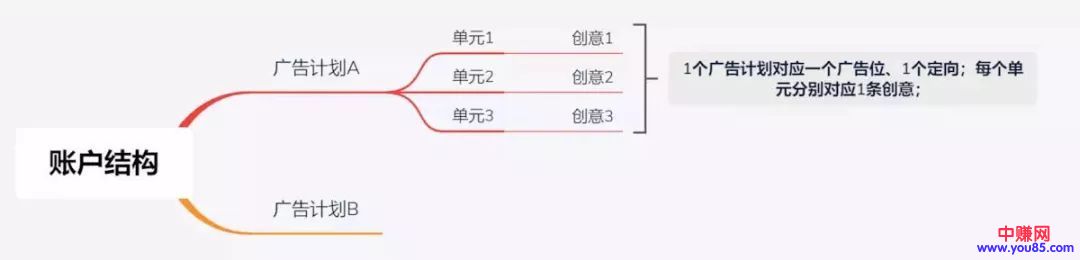 账户结构
广告计划A
单元1
创意1
单元2
创意2
单元3
创意3
1个广告计划对应一个广告位、1个定向；每个单
元分别对应1条创意；
广告计划B
中赚网
www.you85.com